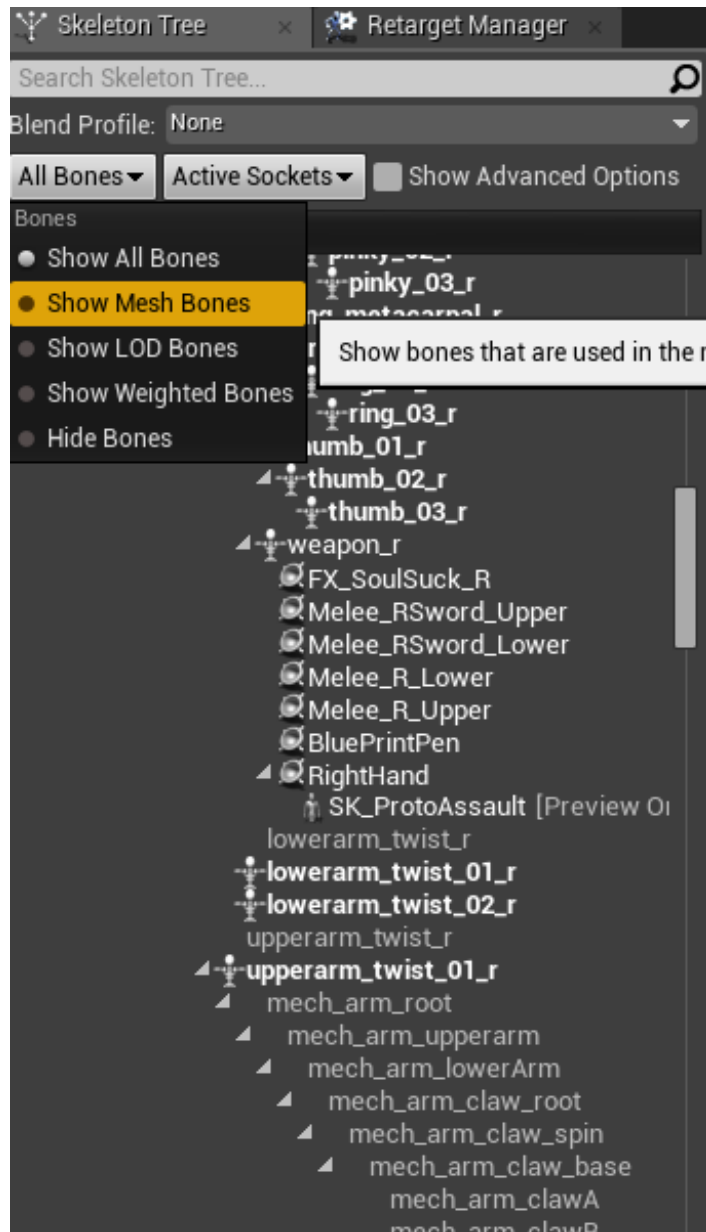 Skeleton Tree
Retarget Manager
Search Skeleton Tree...
Blend Profile: None
All Bones Active Sockets Show Advanced Options
Bones
Show All Bones
Show Mesh Bones
Show LOD Bones
Show Weighted Bones
Hide Bones
Show bones that are used in the
pinky_03_r
ring_03_r
thumb_02_r
thumb_03_r
weapon_r
FX_SoulSuck_R
Melee_RSword_Upper
Melee_RSword_Lower
Melee_R_Lower
Melee_R_Upper
BluePrintPen
RightHand
SK_ProtoAssault [Preview
lowerarm_twist_r
lowerarm_twist_01_r
lowerarm_twist_02_r
upperarm_twist_r
upperarm_twist_01_r
mech_arm_root
mech_arm_upperarm
mech_arm_lowerArm
mech_arm_claw_root
mech_arm_claw_spin
mech_arm_claw_base
mech_arm_clawA